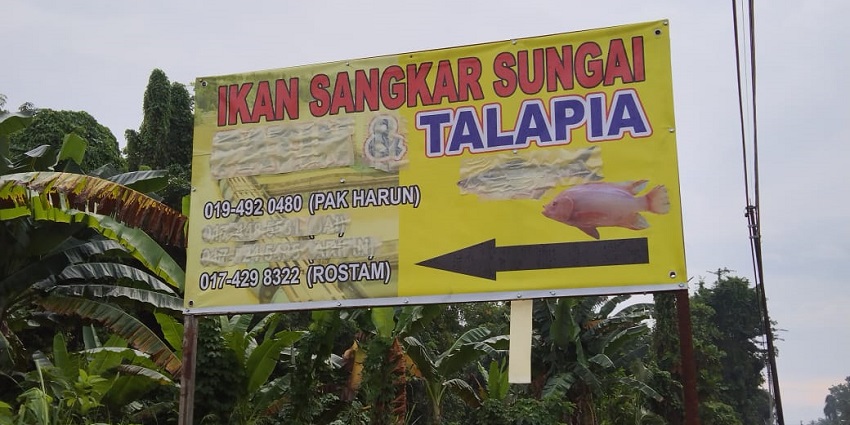 IKAN SANGKAR SUNGAI
& TALAPIA
019-492 0480 (PAK HARUN)
017-429 8322 (ROSTAM)